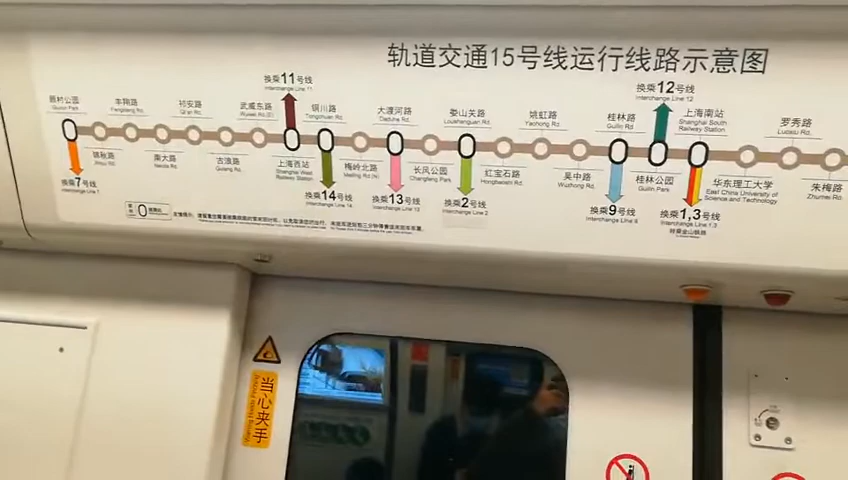 轨道交通15号线运行线路示意图
换乘11号线
Interchange Line 11
换乘12号线
Interchange Line 12
顾村公园
Gucun Park
丰翔路
Fengxiang Rd.
祁安路
Qi'an Rd.
武威东路
Wuwei Rd.(E)
铜川路
Tongchuan Rd.
大渡河路
Daduhe Rd.
娄山关路
Loushanguan Rd.
姚虹路
Yaohong Rd.
桂林路
Guilin Rd.
上海南站
Shanghai South
Railway Station
罗秀路
Luoxiu Rd.
锦秋路
Jinqiu Rd.
南大路
Nanda Rd.
古浪路
Gulang Rd.
上海西站
Shanghai West
Railway Station
梅岭北路
Meiling Rd.(N)
长风公园
Changfeng Park
红宝石路
Hongbaoshi Rd.
吴中路
Wuzhong Rd.
桂林公园
Guilin Park
华东理工大学
East China University of
Science and Technology
朱梅路
Zhumei Rd.
换乘7号线
Interchange Line 7
换乘14号线
Interchange Line 14
换乘13号线
Interchange Line 13
换乘2号线
Interchange Line 2
换乘9号线
Interchange Line 9
换乘1,3号线
Interchange Line 1,3
当心夹手